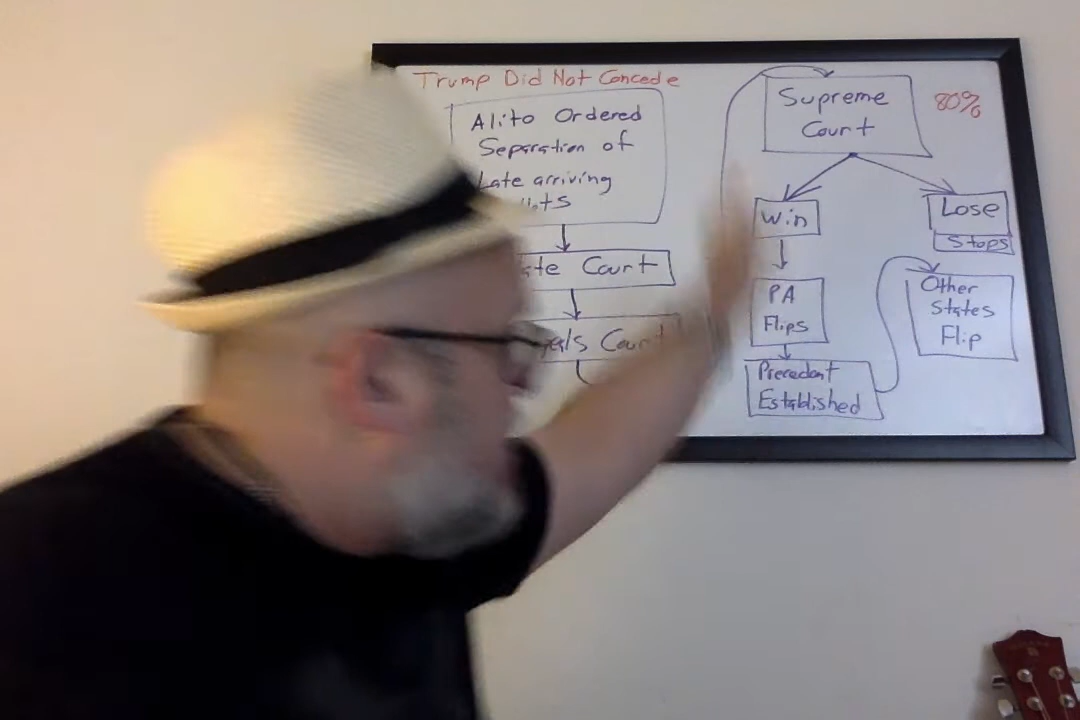 Trump Did Not Concede
Alito Ordered
Separation of
Late arriving
Court
Court
Supreme
Court
80%
Win
Lose
Stops
PA
Flips
Precedent
Established
Other
States
Flip